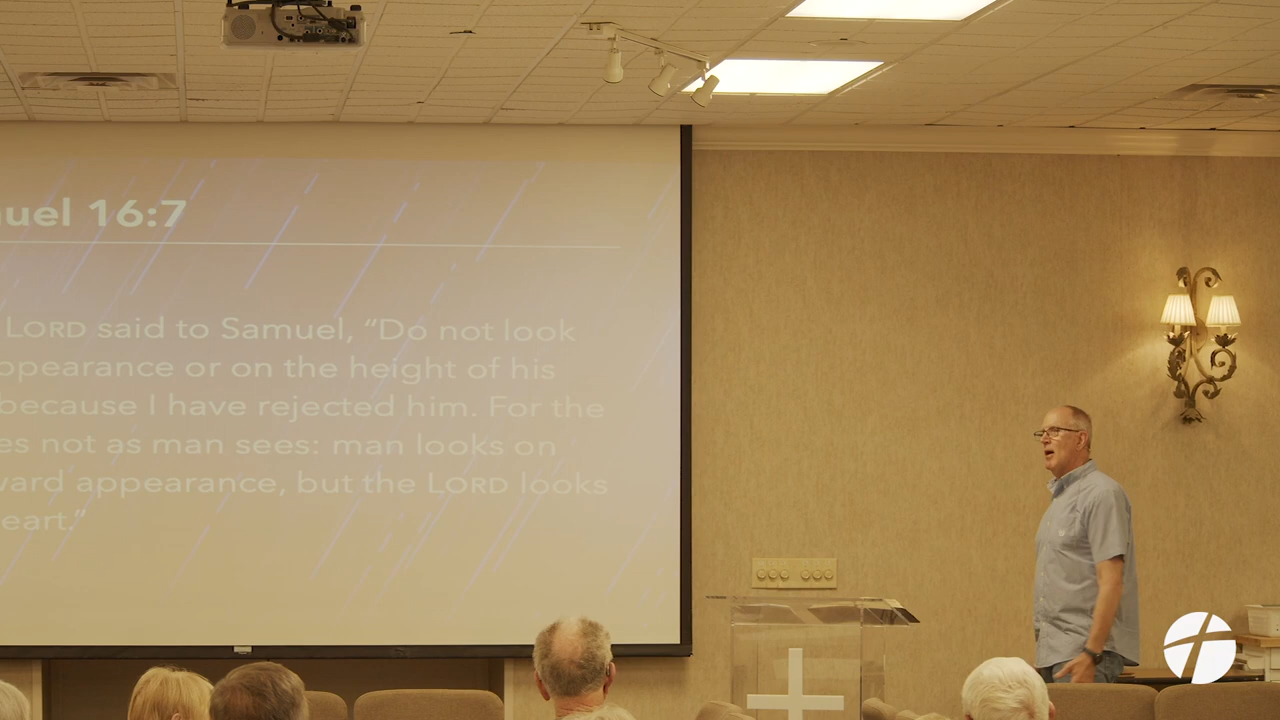 uel 16:7
LORD said to Samuel, “Do not look
ppearance or on the height of his
because I have rejected him. For the
es not as man sees: man looks on
ward appearance, but the LORD looks
eart.”